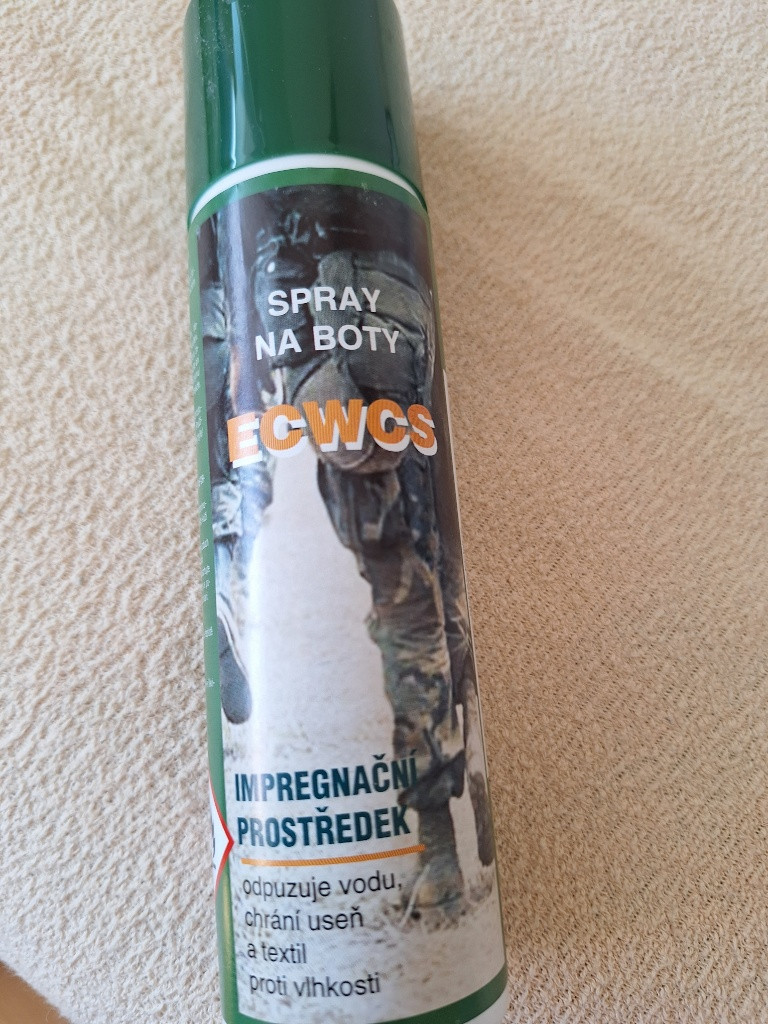 SPRAY
NA BOTY
ECWCS
IMPREGNAČNÍ
PROSTŘEDEK
odpuzuje vodu,
chrání useň
a textil
proti vlhkosti